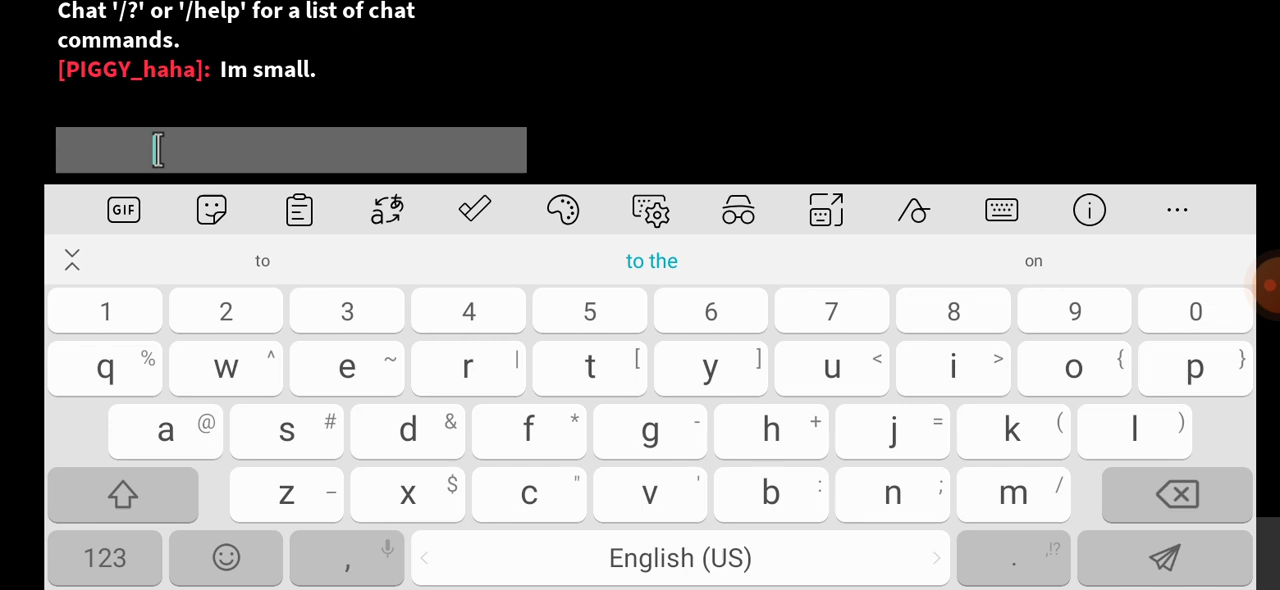 Chat '/?' or '/help' for a list of chat
commands.
[PIGGY_haha]: Im small.
GIF
to to the on
1 2 3 4 5 6 7 8 9 0
q % w ^ e ~ r | t [ y ] u < i > o { p }
a @ s # d & f * g - h + j = k ( l )
z _ x $ c " v ' b : n ; m /
123 , < English (US) > . ,!?